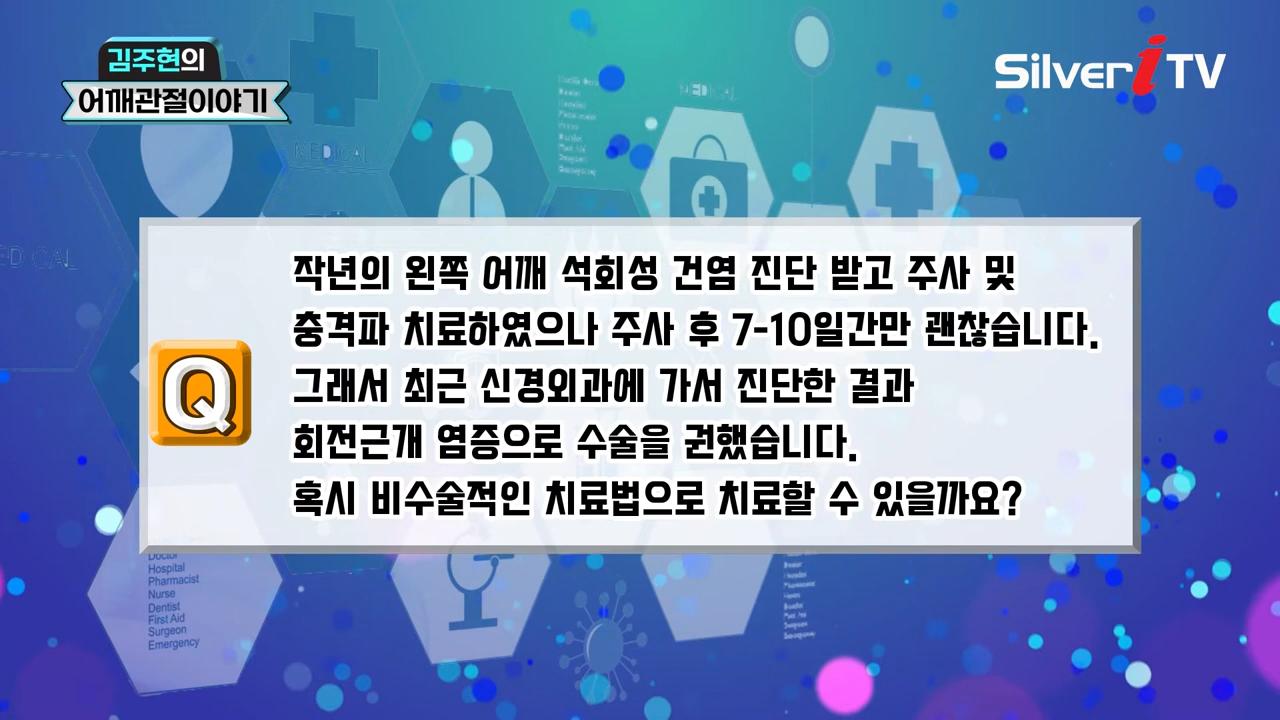 김주현의
어깨관절이야기
Silver i TV
MEDICAL
MEDICAL
작년의 왼쪽 어깨 석회성 건염 진단 받고 주사 및
충격파 치료하였으나 주사 후 7-10일간만 괜찮습니다.
그래서 최근 신경외과에 가서 진단한 결과
Q
회전근개 염증으로 수술을 권했습니다.
혹시 비수술적인 치료법으로 치료할 수 있을까요?
Doctor
Hospital
Pharmacist
Nurse
Dentist
First Aid
Surgeon
Emergency